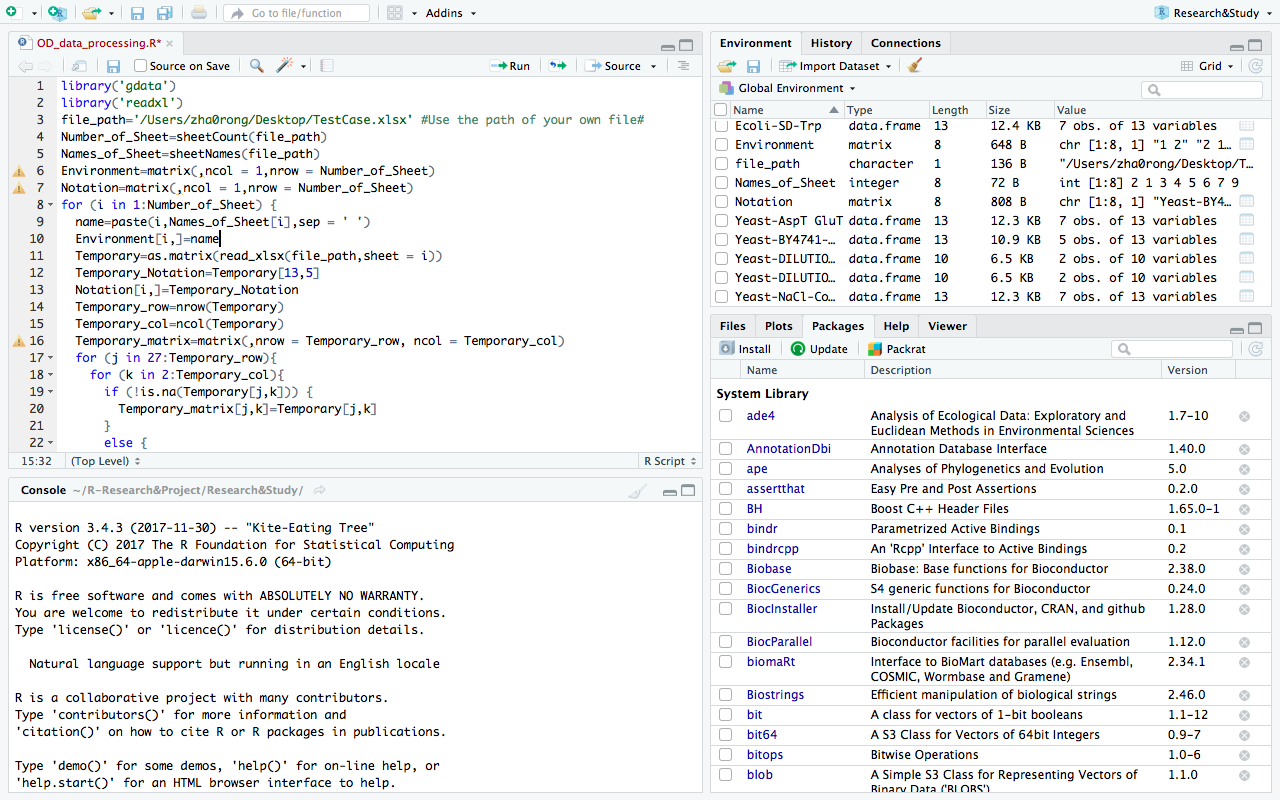 Go to file/function
Addins
Research&Study
OD_data_processing.R*
Source on Save
Run
Source
1 library('gdata')
2 library('readxl')
3 file_path='/Users/zha0rong/Desktop/TestCase.xlsx' #Use the path of your own file#
4 Number_of_Sheet=sheetCount(file_path)
5 Names_of_Sheet=sheetNames(file_path)
6 Environment=matrix(,ncol = 1,nrow = Number_of_Sheet)
7 Notation=matrix(,ncol = 1,nrow = Number_of_Sheet)
8 for (i in 1:Number_of_Sheet) {
9 name=paste(i,Names_of_Sheet[i],sep = ' ')
10 Environment[i,]=name
11 Temporary=as.matrix(read_xlsx(file_path,sheet = i))
12 Temporary_Notation=Temporary[13,5]
13 Notation[i,]=Temporary_Notation
14 Temporary_row=nrow(Temporary)
15 Temporary_col=ncol(Temporary)
16 Temporary_matrix=matrix(,nrow = Temporary_row, ncol = Temporary_col)
17 for (j in 27:Temporary_row){
18 for (k in 2:Temporary_col){
19 if (!is.na(Temporary[j,k])) {
20 Temporary_matrix[j,k]=Temporary[j,k]
21 }
22 else {
15:32 (Top Level) R Script
Console ~/R-Research&Project/Research&Study/
R version 3.4.3 (2017-11-30) -- "Kite-Eating Tree"
Copyright (C) 2017 The R Foundation for Statistical Computing
Platform: x86_64-apple-darwin15.6.0 (64-bit)
R is free software and comes with ABSOLUTELY NO WARRANTY.
You are welcome to redistribute it under certain conditions.
Type 'license()' or 'licence()' for distribution details.
Natural language support but running in an English locale
R is a collaborative project with many contributors.
Type 'contributors()' for more information and
'citation()' on how to cite R or R packages in publications.
Type 'demo()' for some demos, 'help()' for on-line help, or
'help.start()' for an HTML browser interface to help.
Environment History Connections
Import Dataset Grid
Global Environment
Name Type Length Size Value
Ecoli-SD-Trp data.frame 13 12.4 KB 7 obs. of 13 variables
Environment matrix 8 648 B chr [1:8, 1] "1 2" "2 1…
file_path character 1 136 B "/Users/zha0rong/Desktop/T…
Names_of_Sheet integer 8 72 B int [1:8] 2 1 3 4 5 6 7 9
Notation matrix 8 808 B chr [1:8, 1] "Yeast-BY4…
Yeast-AspT GluT data.frame 13 12.3 KB 7 obs. of 13 variables
Yeast-BY4741-… data.frame 13 10.9 KB 5 obs. of 13 variables
Yeast-DILUTIO… data.frame 10 6.5 KB 2 obs. of 10 variables
Yeast-DILUTIO… data.frame 10 6.5 KB 2 obs. of 10 variables
Yeast-NaCl-Co… data.frame 13 12.3 KB 7 obs. of 13 variables
Files Plots Packages Help Viewer
Install Update Packrat
Name Description Version
System Library
ade4 Analysis of Ecological Data: Exploratory and 1.7-10
Euclidean Methods in Environmental Sciences
AnnotationDbi Annotation Database Interface 1.40.0
ape Analyses of Phylogenetics and Evolution 5.0
assertthat Easy Pre and Post Assertions 0.2.0
BH Boost C++ Header Files 1.65.0-1
bindr Parametrized Active Bindings 0.1
bindrcpp An 'Rcpp' Interface to Active Bindings 0.2
Biobase Biobase: Base functions for Bioconductor 2.38.0
BiocGenerics S4 generic functions for Bioconductor 0.24.0
BiocInstaller Install/Update Bioconductor, CRAN, and github 1.28.0
Packages
BiocParallel Bioconductor facilities for parallel evaluation 1.12.0
biomaRt Interface to BioMart databases (e.g. Ensembl, 2.34.1
COSMIC, Wormbase and Gramene)
Biostrings Efficient manipulation of biological strings 2.46.0
bit A class for vectors of 1-bit booleans 1.1-12
bit64 A S3 Class for Vectors of 64bit Integers 0.9-7
bitops Bitwise Operations 1.0-6
blob A Simple S3 Class for Representing Vectors of 1.1.0
Binary Data ('BLOBS')